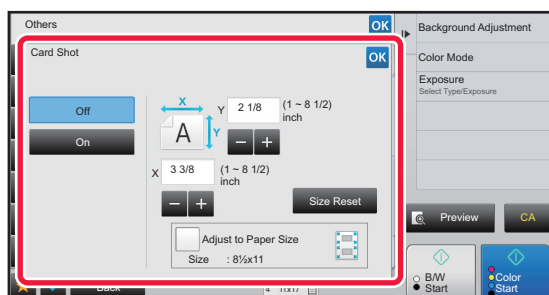 Others
OK
Card Shot
OK
Off
On
X
Y
A
Y 2 1/8 (1 ~ 8 1/2)
inch
X 3 3/8 (1 ~ 8 1/2)
inch
Size Reset
Adjust to Paper Size
Size : 8½x11
Back
11x17
Background Adjustment
Color Mode
Exposure
Select Type/Exposure
Preview
CA
B/W
Start
Color
Start